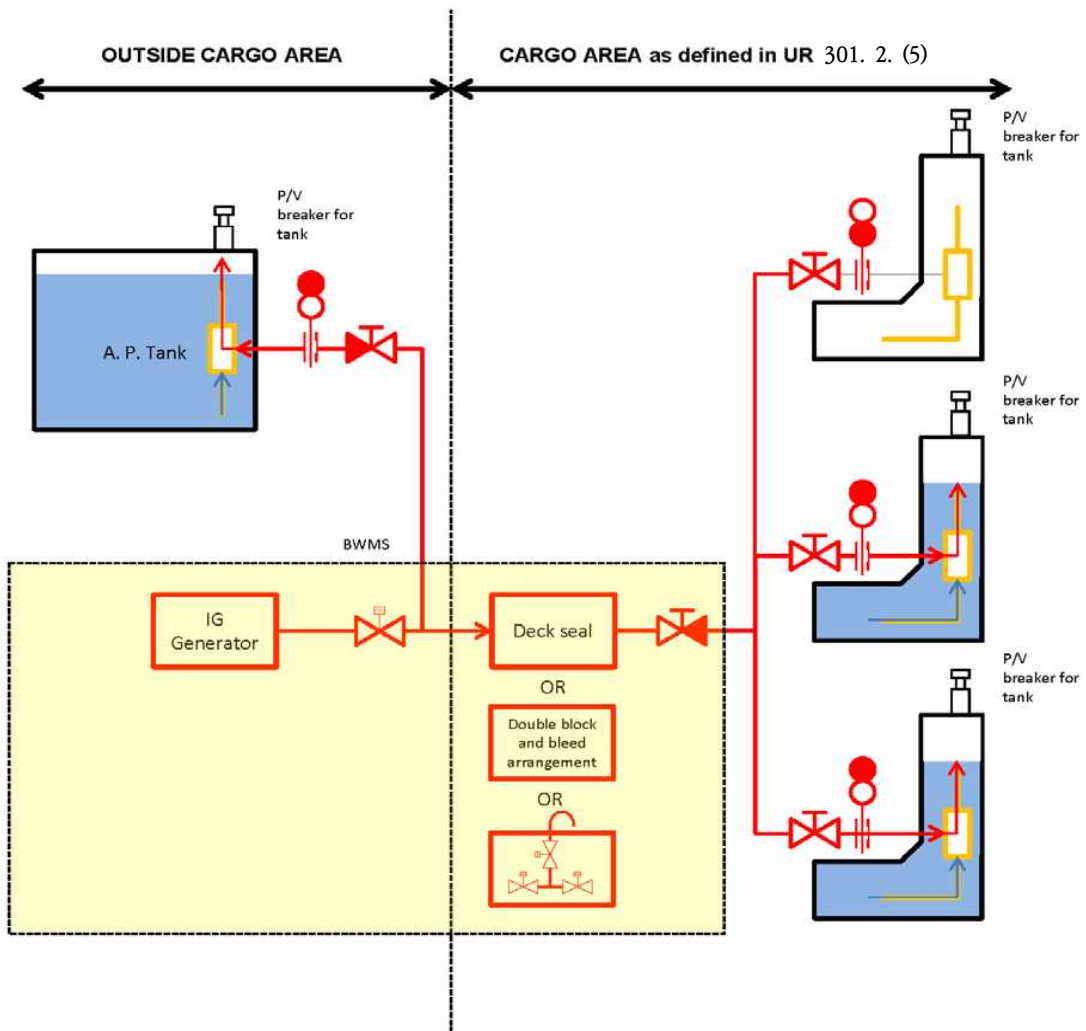 OUTSIDE CARGO AREA
CARGO AREA as defined in UR 301. 2. (5)
P/V
breaker for
tank
P/V
breaker for
tank
A. P. Tank
P/V
breaker for
tank
BWMS
IG
Generator
Deck seal
OR
Double block
and bleed
arrangement
OR
P/V
breaker for
tank